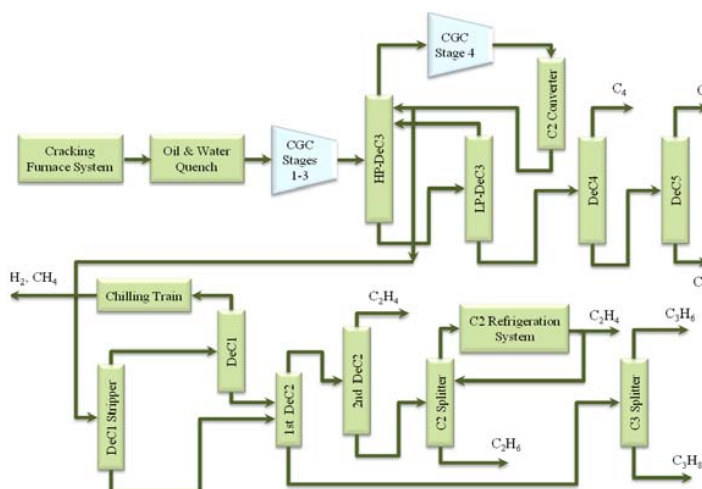 CGC
Stage 4
C2 Converter
C₄
C
Cracking
Furnace System
Oil & Water
Quench
CGC
Stages
1-3
HP-DeC3
LP-DeC3
DeC4
DeC5
C
H₂, CH₄
Chilling Train
C₂H₄
C2 Refrigeration
System
C₂H₄
C₃H₆
DeC1
2nd DeC2
DeC1 Stripper
1st DeC2
C2 Splitter
C3 Splitter
C₂H₆
C₃H₈